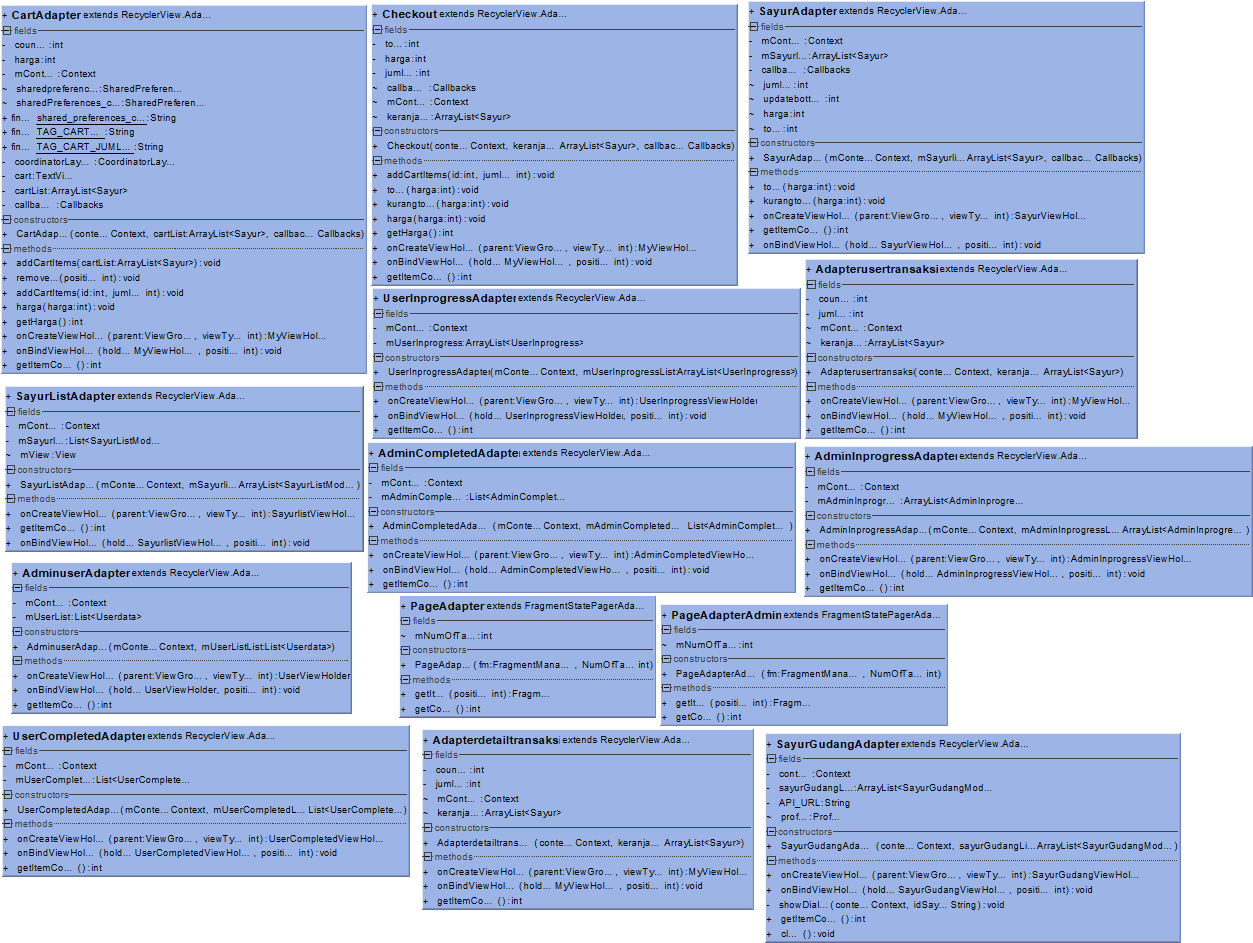 + CartAdapter extends RecyclerView.Ada...
fields
- coun... :int
- harga:int
- mCont... :Context
~ sharedpreferenc... :SharedPreferen...
~ sharedPreferences_c...:SharedPreferen...
+ fin... shared_preferences_c... :String
+ fin... TAG_CART... :String
+ fin... TAG_CART_JUML... :String
- coordinatorLay... :CoordinatorLay...
- cart:TextVi...
- cartList:ArrayList<Sayur>
- callba... :Callbacks
constructors
+ CartAdap... (conte... Context, cartList:ArrayList<Sayur>, callbac... Callbacks)
methods
+ addCartItems(cartList:ArrayList<Sayur>):void
+ remove...(positi... int):void
+ addCartItems(id:int, juml... int):void
+ harga(harga:int):void
+ getHarga():int
+ onCreateViewHol... (parent:ViewGro... , viewTy... int):MyViewHol...
+ onBindViewHol... (hold... MyViewHol... , positi... int):void
+ getItemCo... ():int
+ Checkout extends RecyclerView.Ada...
fields
- to... :int
- harga:int
- juml... :int
~ callba... :Callbacks
~ mCont... :Context
~ keranja... :ArrayList<Sayur>
constructors
+ Checkout(conte... Context, keranja... ArrayList<Sayur>, callbac... Callbacks)
methods
+ addCartItems(id:int, juml... int):void
+ to... (harga:int):void
+ kurangto... (harga:int):void
+ harga(harga:int):void
+ getHarga():int
+ onCreateViewHol... (parent:ViewGro... , viewTy... int):MyViewHol...
+ onBindViewHol... (hold... MyViewHol... , positi... int):void
+ getItemCo... ():int
+ SayurAdapter extends RecyclerView.Ada...
fields
- mCont... :Context
- mSayurl... :ArrayList<Sayur>
- callba... :Callbacks
~ juml... :int
~ updatebott... :int
~ harga:int
~ to... :int
constructors
+ SayurAdap... (mConte... Context, mSayurli... ArrayList<Sayur>, callbac... Callbacks)
methods
+ to... (harga:int):void
+ kurangto... (harga:int):void
+ onCreateViewHol... (parent:ViewGro... , viewTy... int):SayurViewHol...
+ getItemCo... ():int
+ onBindViewHol... (hold... SayurViewHol... , positi... int):void
+ UserInprogressAdapter extends RecyclerView.Ada...
fields
- mCont... :Context
- mUserInprogress:ArrayList<UserInprogress>
constructors
+ UserInprogressAdapter(mConte... Context, mUserInprogressList:ArrayList<UserInprogress>)
methods
+ onCreateViewHol... (parent:ViewGro... , viewTy... int):UserInprogressViewHolder
+ onBindViewHol... (hold... UserInprogressViewHolder, positi... int):void
+ getItemCo... ():int
+ Adapterusertransaksi extends RecyclerView.Ada...
fields
- coun... :int
- juml... :int
~ mCont... :Context
~ keranja... :ArrayList<Sayur>
constructors
+ Adapterusertransaks(conte... Context, keranja... ArrayList<Sayur>)
methods
+ onCreateViewHol... (parent:ViewGro... , viewTy... int):MyViewHol...
+ onBindViewHol... (hold... MyViewHol... , positi... int):void
+ getItemCo... ():int
+ SayurListAdapter extends RecyclerView.Ada...
fields
- mCont... :Context
- mSayurl...:List<SayurListMod...
~ mView:View
constructors
+ SayurListAdap... (mConte... Context, mSayurli... ArrayList<SayurListMod... )
methods
+ onCreateViewHol... (parent:ViewGro... , viewTy... int):SayurlistViewHol...
+ getItemCo... ():int
+ onBindViewHol... (hold... SayurlistViewHol... , positi... int):void
+ AdminCompletedAdapte extends RecyclerView.Ada...
fields
- mCont... :Context
- mAdminComple... :List<AdminComplet...
constructors
+ AdminCompletedAda... (mConte... Context, mAdminCompleted... List<AdminComplet... )
methods
+ onCreateViewHol... (parent:ViewGro... , viewTy... int):AdminCompletedViewHo...
+ onBindViewHol... (hold... AdminCompletedViewHo... , positi... int):void
+ getItemCo... ():int
+ AdminInprogressAdapter extends RecyclerView.Ada...
fields
- mCont... :Context
- mAdminInprogr... :ArrayList<AdminInprogre...
constructors
+ AdminInprogressAdap...(mConte... Context, mAdminInprogressL... ArrayList<AdminInprogre... )
methods
+ onCreateViewHol... (parent:ViewGro... , viewTy... int):AdminInprogressViewHol...
+ onBindViewHol... (hold... AdminInprogressViewHol... , positi... int):void
+ getItemCo... ():int
+ AdminuserAdapter extends RecyclerView.Ada...
fields
- mCont... :Context
- mUserList:List<Userdata>
constructors
+ AdminuserAdap... (mConte... Context, mUserListList:List<Userdata>)
methods
+ onCreateViewHol... (parent:ViewGro... , viewTy... int):UserViewHolder
+ onBindViewHol... (hold... UserViewHolder, positi... int):void
+ getItemCo... ():int
+ PageAdapter extends FragmentStatePagerAda...
fields
~ mNumOfTa... :int
constructors
+ PageAdap... (fm:FragmentMana... , NumOfTa... int)
methods
+ getIt... (positi... int):Fragm...
+ getCo... ():int
+ PageAdapterAdmin extends FragmentStatePagerAda...
fields
~ mNumOfTa... :int
constructors
+ PageAdapterAd... (fm:FragmentMana... , NumOfTa... int)
methods
+ getIt... (positi... int):Fragm...
+ getCo... ():int
+ UserCompletedAdapter extends RecyclerView.Ada...
fields
- mCont... :Context
- mUserComplet...:List<UserComplete...
constructors
+ UserCompletedAdap... (mConte... Context, mUserCompletedL... List<UserComplete... )
methods
+ onCreateViewHol... (parent:ViewGro... , viewTy... int):UserCompletedViewHol...
+ onBindViewHol... (hold... UserCompletedViewHol... , positi... int):void
+ getItemCo... ():int
+ Adapterdetailtransaksi extends RecyclerView.Ada...
fields
- coun... :int
- juml... :int
~ mCont... :Context
~ keranja... :ArrayList<Sayur>
constructors
+ Adapterdetailtrans... (conte... Context, keranja... ArrayList<Sayur>)
methods
+ onCreateViewHol... (parent:ViewGro... , viewTy... int):MyViewHol...
+ onBindViewHol... (hold... MyViewHol... , positi... int):void
+ getItemCo... ():int
+ SayurGudangAdapter extends RecyclerView.Ada...
fields
- cont... :Context
- sayurGudangL...:ArrayList<SayurGudangMod...
- API_URL:String
~ prof...:Prof...
constructors
+ SayurGudangAda... (conte... Context, sayurGudangLi...ArrayList<SayurGudangMod... )
methods
+ onCreateViewHol... (parent:ViewGro... , viewTy... int):SayurGudangViewHol...
+ onBindViewHol... (hold... SayurGudangViewHol... , positi... int):void
- showDial...(conte... Context, idSay... String):void
+ getItemCo... ():int
+ cl... ():void